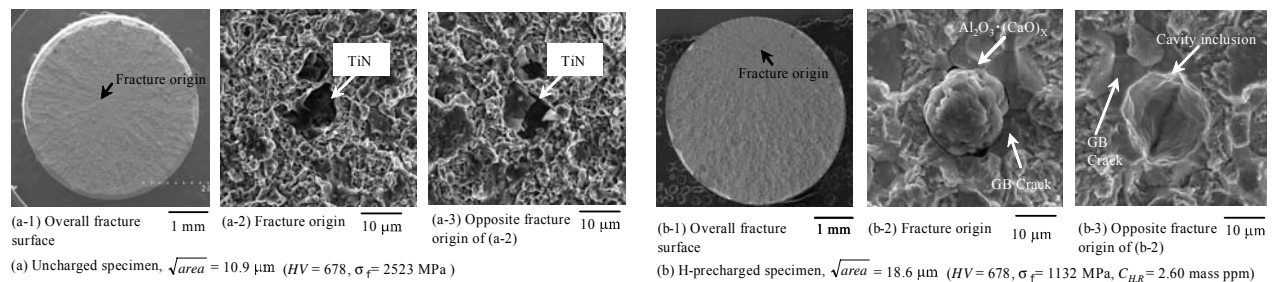 Fracture origin
TiN
TiN
(a-1) Overall fracture
surface
1 mm
(a-2) Fracture origin
10 μm
(a-3) Opposite fracture
origin of (a-2)
10 μm
(a) Uncharged specimen, √area = 10.9 μm (HV = 678, σf = 2523 MPa )
Fracture origin
Al2O3·(CaO)X
GB Crack
Cavity inclusion
GB
Crack
(b-1) Overall fracture
surface
1 mm
(b-2) Fracture origin
10 μm
(b-3) Opposite fracture
origin of (b-2)
10 μm
(b) H-precharged specimen, √area = 18.6 μm (HV = 678, σf = 1132 MPa, CH,R = 2.60 mass ppm)